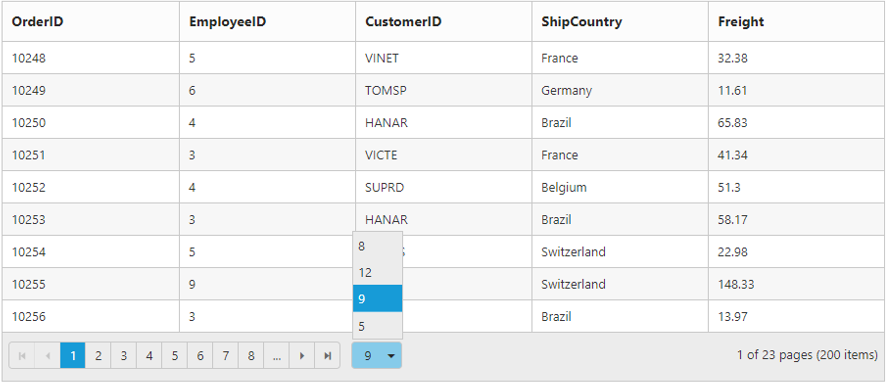 OrderID EmployeeID CustomerID ShipCountry Freight
10248 5 VINET France 32.38
10249 6 TOMSP Germany 11.61
10250 4 HANAR Brazil 65.83
10251 3 VICTE France 41.34
10252 4 SUPRD Belgium 51.3
10253 3 HANAR Brazil 58.17
10254 5 Switzerland 22.98
10255 9 Switzerland 148.33
10256 3 Brazil 13.97
8
12
9
5
1 2 3 4 5 6 7 8 ... 9 1 of 23 pages (200 items)